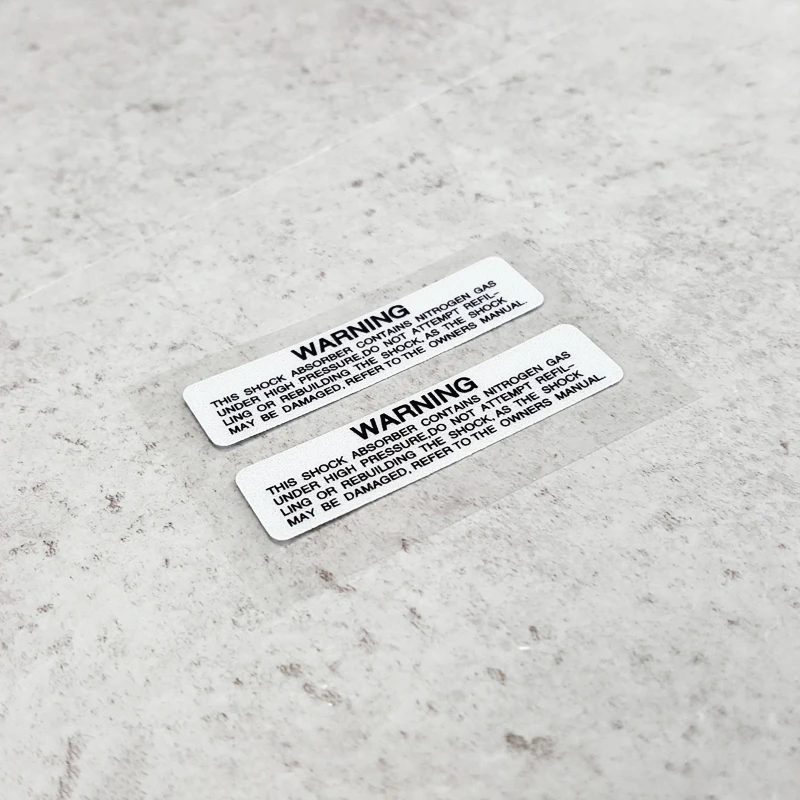 WARNING
THIS SHOCK ABSORBER CONTAINS NITROGEN GAS
UNDER HIGH PRESSURE.DO NOT ATTEMPT REFIL-
LING OR REBUILDING THE SHOCK,AS THE SHOCK
MAY BE DAMAGED.REFER TO THE OWNERS MANUAL.
WARNING
THIS SHOCK ABSORBER CONTAINS NITROGEN GAS
UNDER HIGH PRESSURE.DO NOT ATTEMPT REFIL-
LING OR REBUILDING THE SHOCK,AS THE SHOCK
MAY BE DAMAGED.REFER TO THE OWNERS MANUAL.